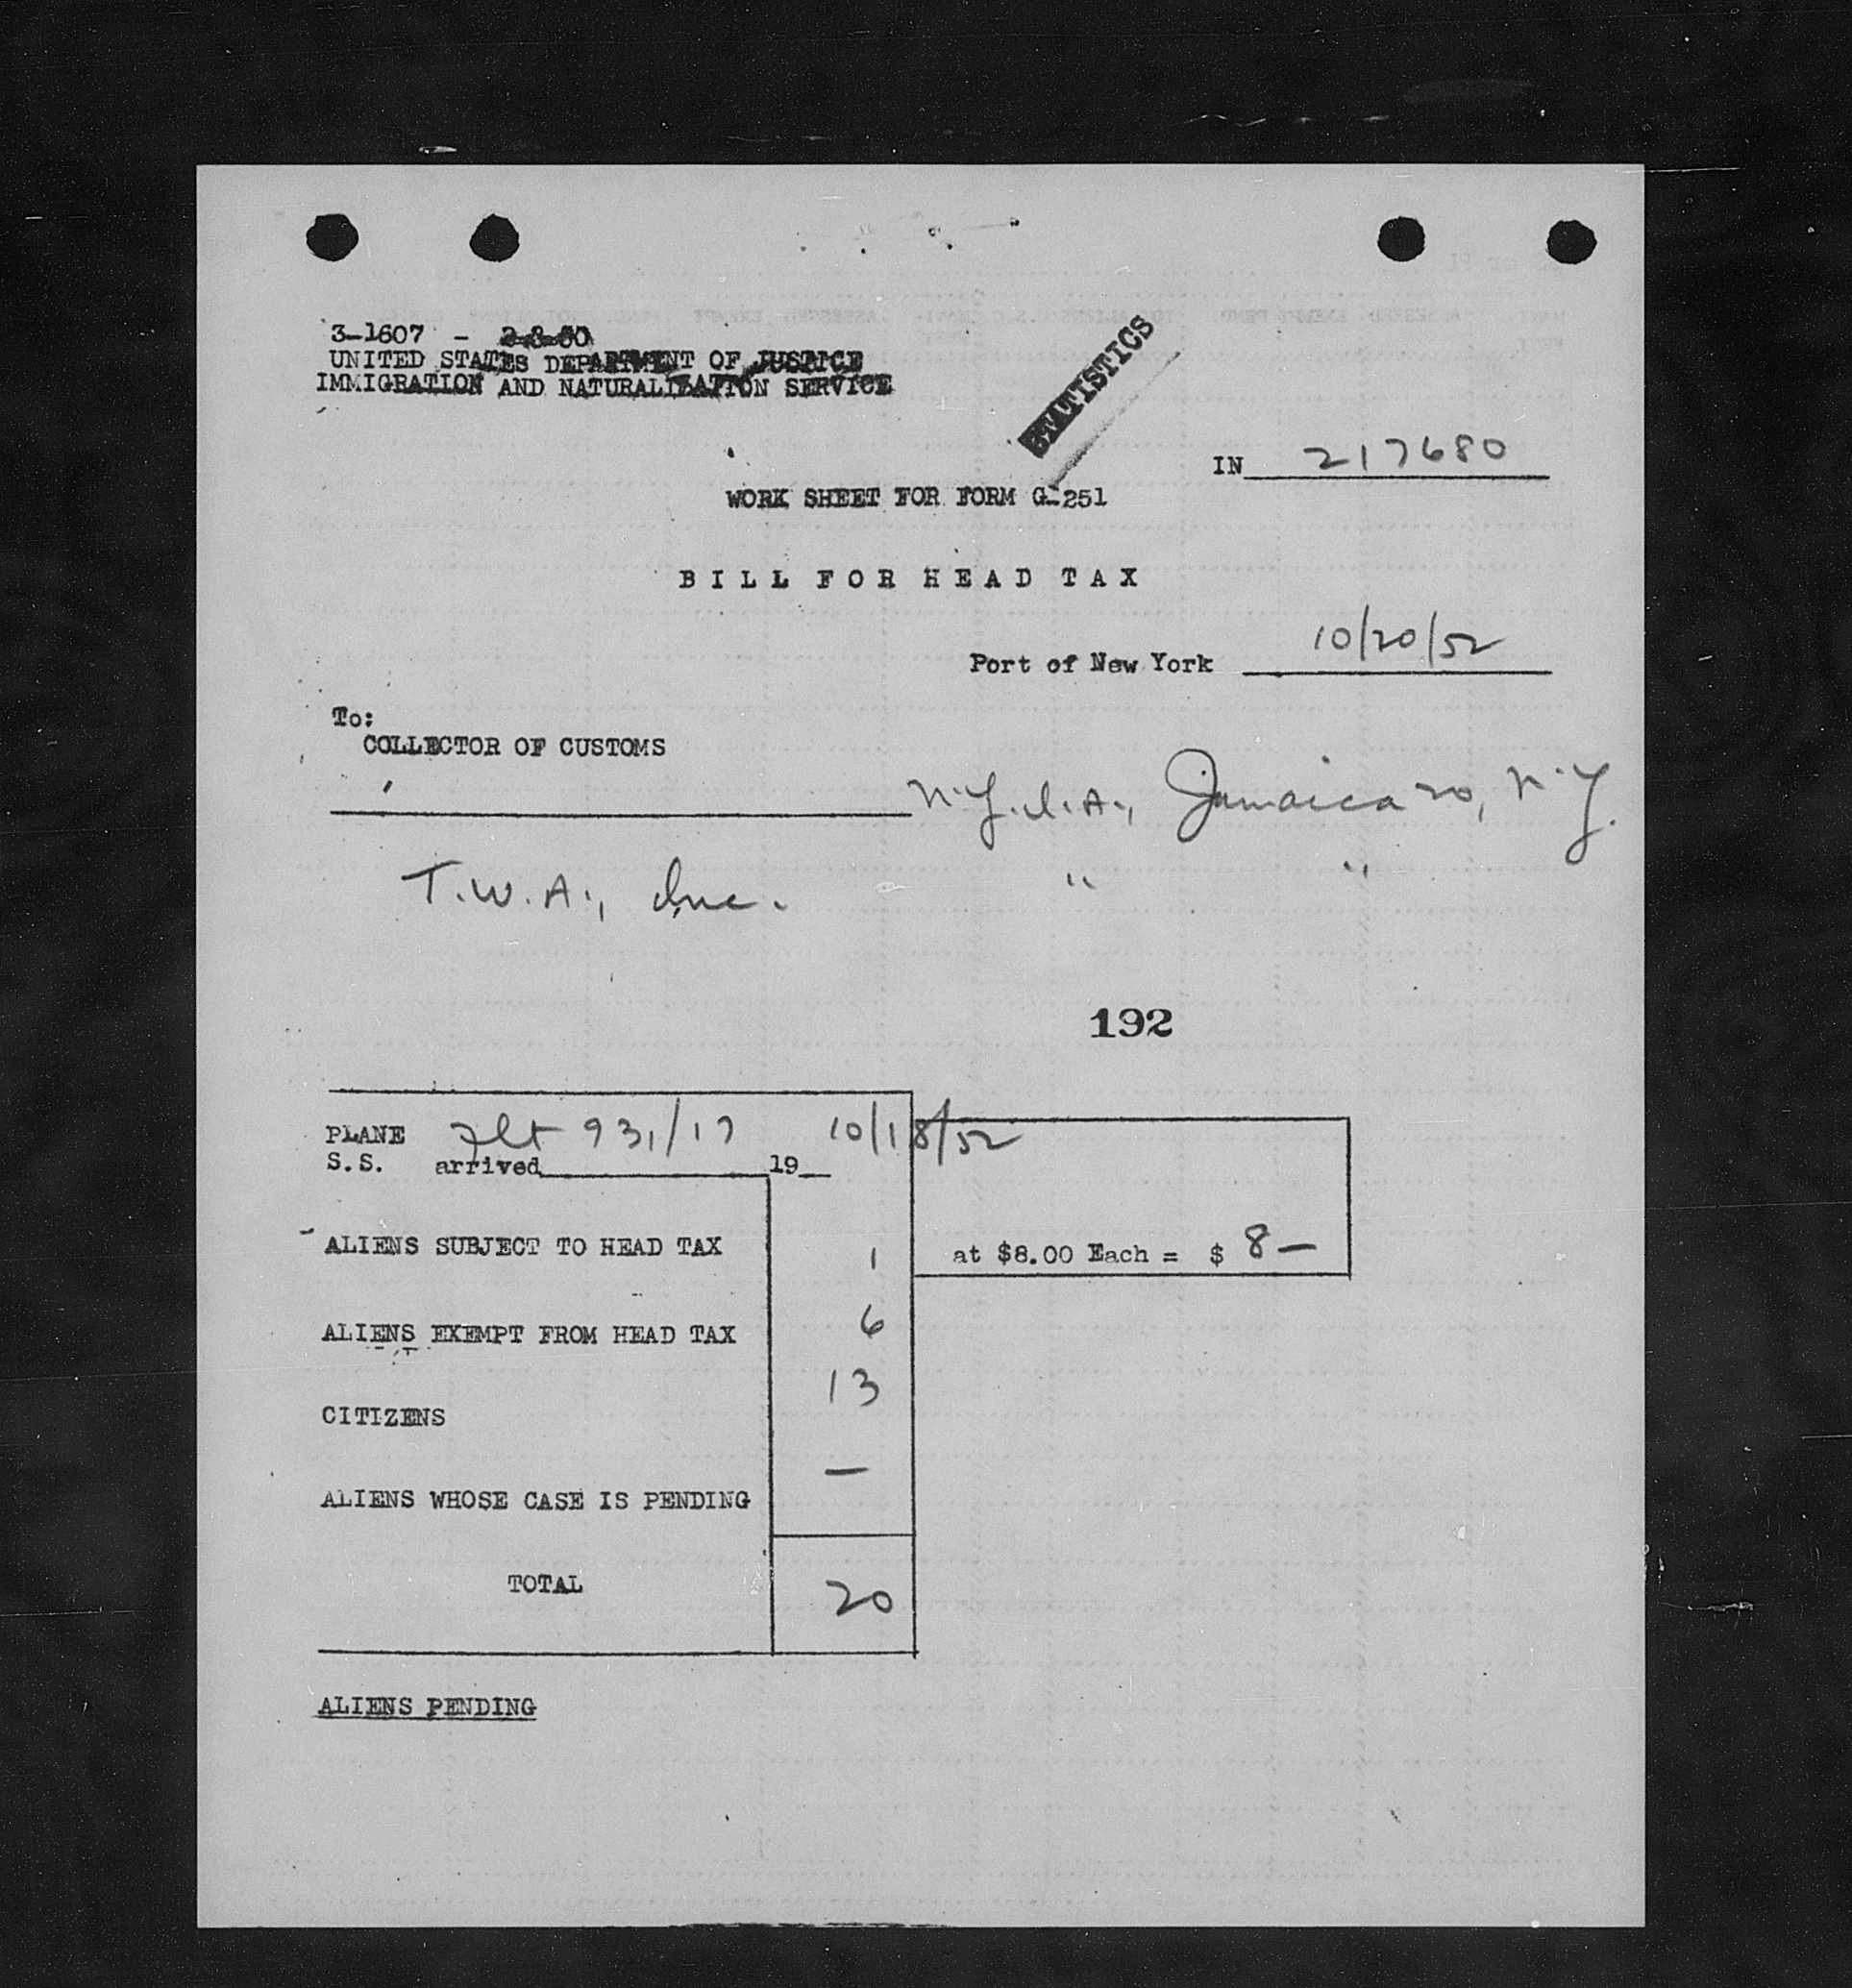 3-1607 - 2-8-50
UNITED STATES DEPARTMENT OF JUSTICE
IMMIGRATION AND NATURALIZATION SERVICE
STATISTICS
IN 217680
WORK SHEET FOR FORM G-251
BILL FOR HEAD TAX
10/20/52
Port of New York
To:
COLLECTOR OF CUSTOMS
N.Y.I.A., Jamaica 20, N.Y.
T.W.A., Inc. " "
192
PLANE Flt 931/17 10/18/52
S.S. arrived 19
ALIENS SUBJECT TO HEAD TAX 1 at $8.00 Each = $ 8—
ALIENS EXEMPT FROM HEAD TAX 6
CITIZENS 13
ALIENS WHOSE CASE IS PENDING —
TOTAL 20
ALIENS PENDING